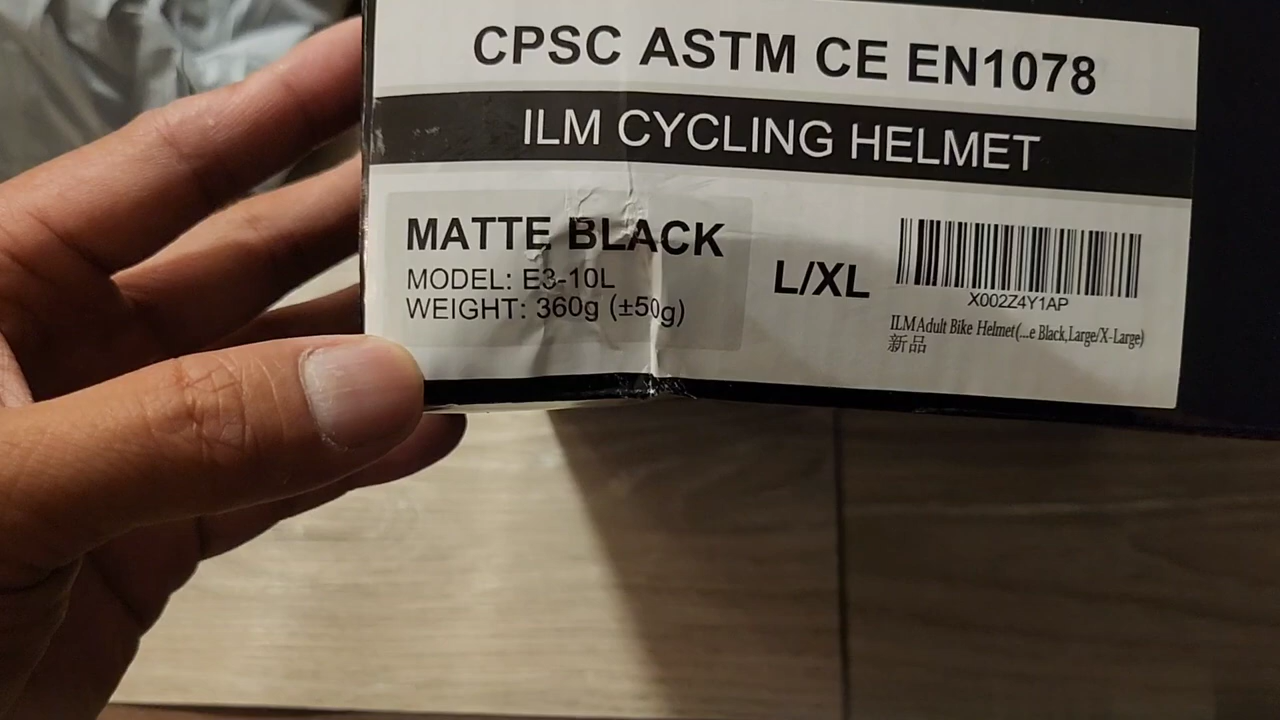 CPSC ASTM CE EN1078
ILM CYCLING HELMET
MATTE BLACK
MODEL: E3-10L
WEIGHT: 360g (±50g)
L/XL
X002Z4Y1AP
ILMAdult Bike Helmet(...e Black,Large/X-Large)
新品